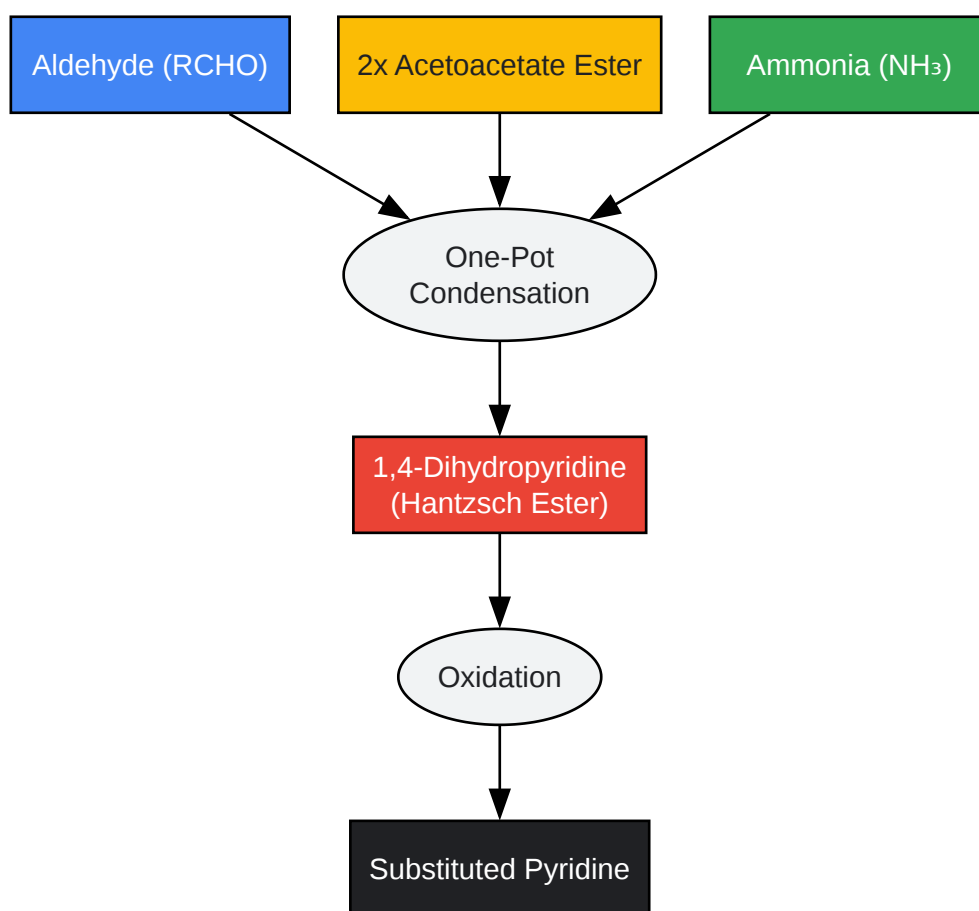 Aldehyde (RCHO)
2x Acetoacetate Ester
Ammonia (NH₃)
One-Pot
Condensation
1,4-Dihydropyridine
(Hantzsch Ester)
Oxidation
Substituted Pyridine